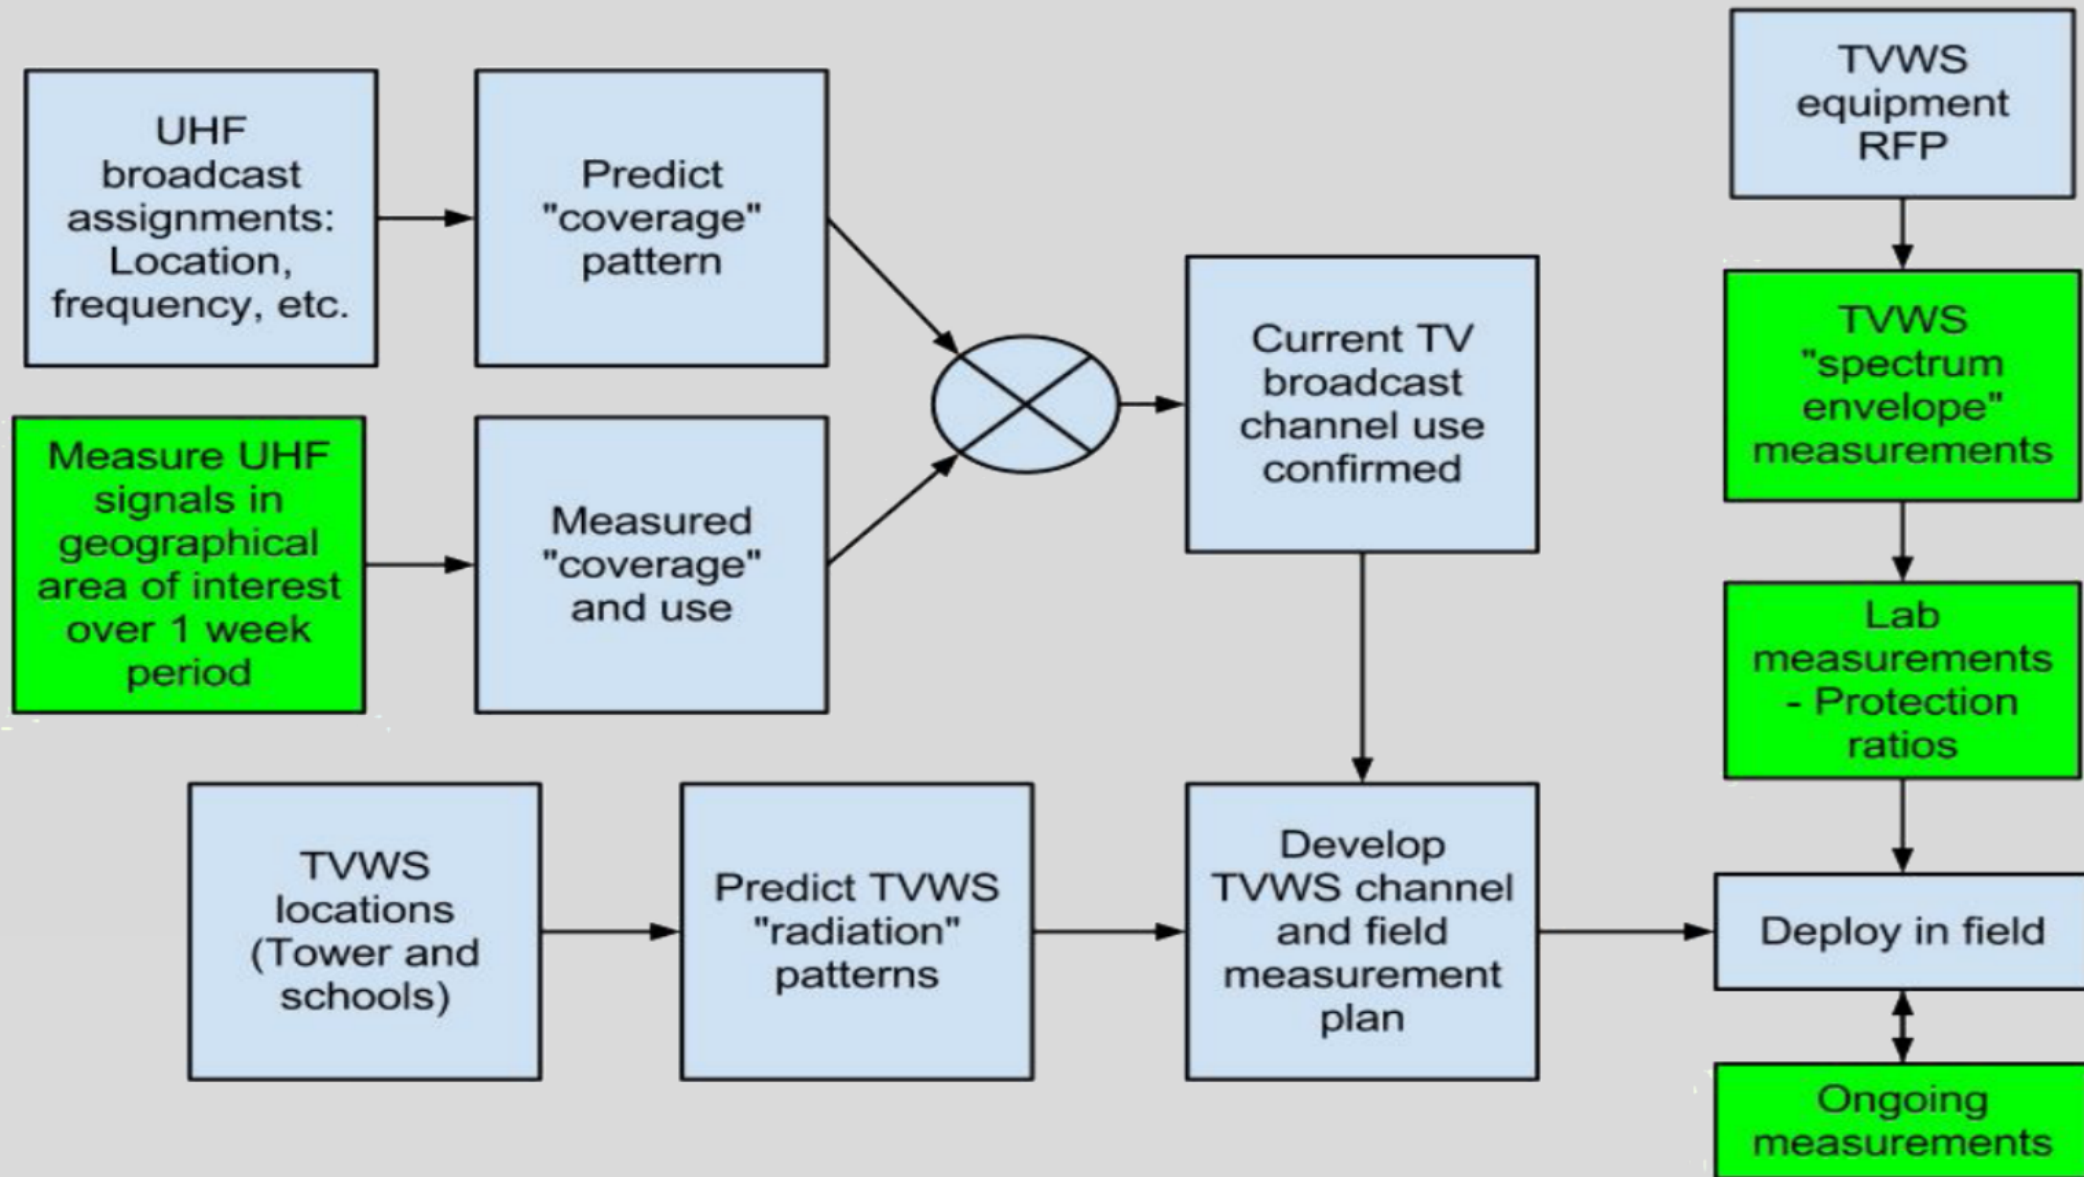 UHF
broadcast
assignments:
Location,
frequency, etc.
Predict
"coverage"
pattern
Measure UHF
signals in
geographical
area of interest
over 1 week
period
Measured
"coverage"
and use
Current TV
broadcast
channel use
confirmed
TVWS
equipment
RFP
TVWS
"spectrum
envelope"
measurements
Lab
measurements
- Protection
ratios
TVWS
locations
(Tower and
schools)
Predict TVWS
"radiation"
patterns
Develop
TVWS channel
and field
measurement
plan
Deploy in field
Ongoing
measurements